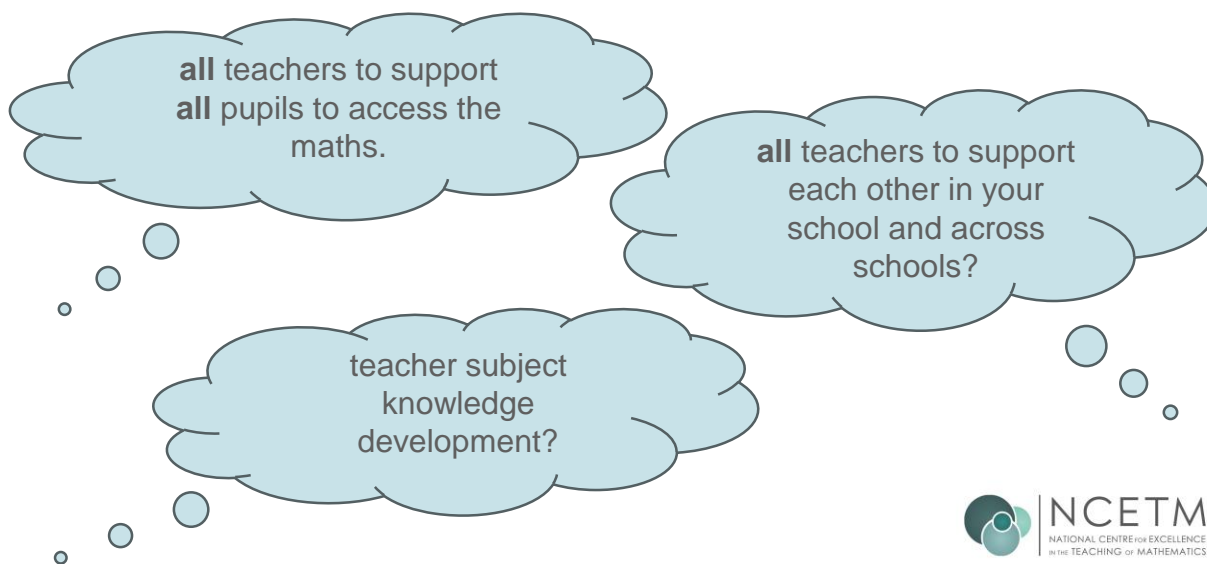 all teachers to support
all pupils to access the
maths.
all teachers to support
each other in your
school and across
schools?
teacher subject
knowledge
development?
NCETM
NATIONAL CENTRE FOR EXCELLENCE
IN THE TEACHING OF MATHEMATICS